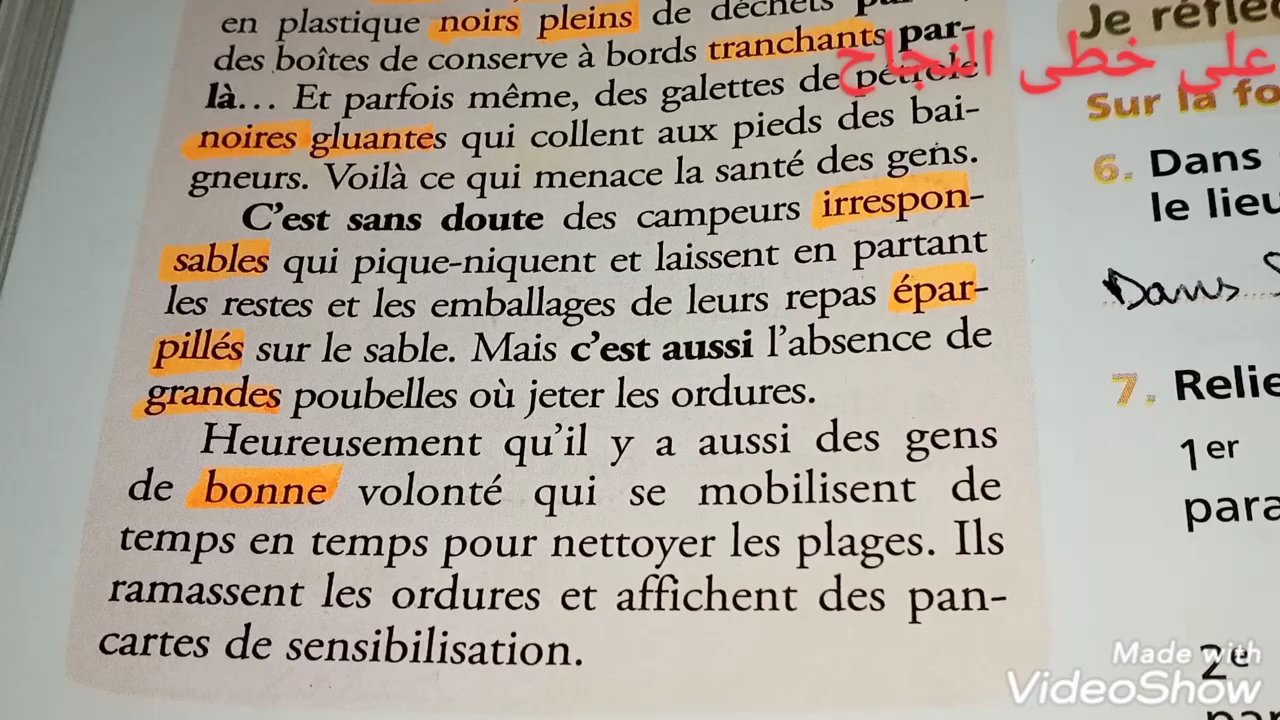 en plastique noirs pleins de déchets
des boîtes de conserve à bords tranchants par-
là... Et parfois même, des galettes de pétrole
noires gluantes qui collent aux pieds des bai-
gneurs. Voilà ce qui menace la santé des gens.
C'est sans doute des campeurs irrespon-
sables qui pique-niquent et laissent en partant
les restes et les emballages de leurs repas épar-
pillés sur le sable. Mais c'est aussi l'absence de
grandes poubelles où jeter les ordures.
Heureusement qu'il y a aussi des gens
de bonne volonté qui se mobilisent de
temps en temps pour nettoyer les plages. Ils
ramassent les ordures et affichent des pan-
cartes de sensibilisation.
على خطى النجاح
Je
Sur la
6. Dans
le
Dans
7.
1er
2e
Made with
VideoShow